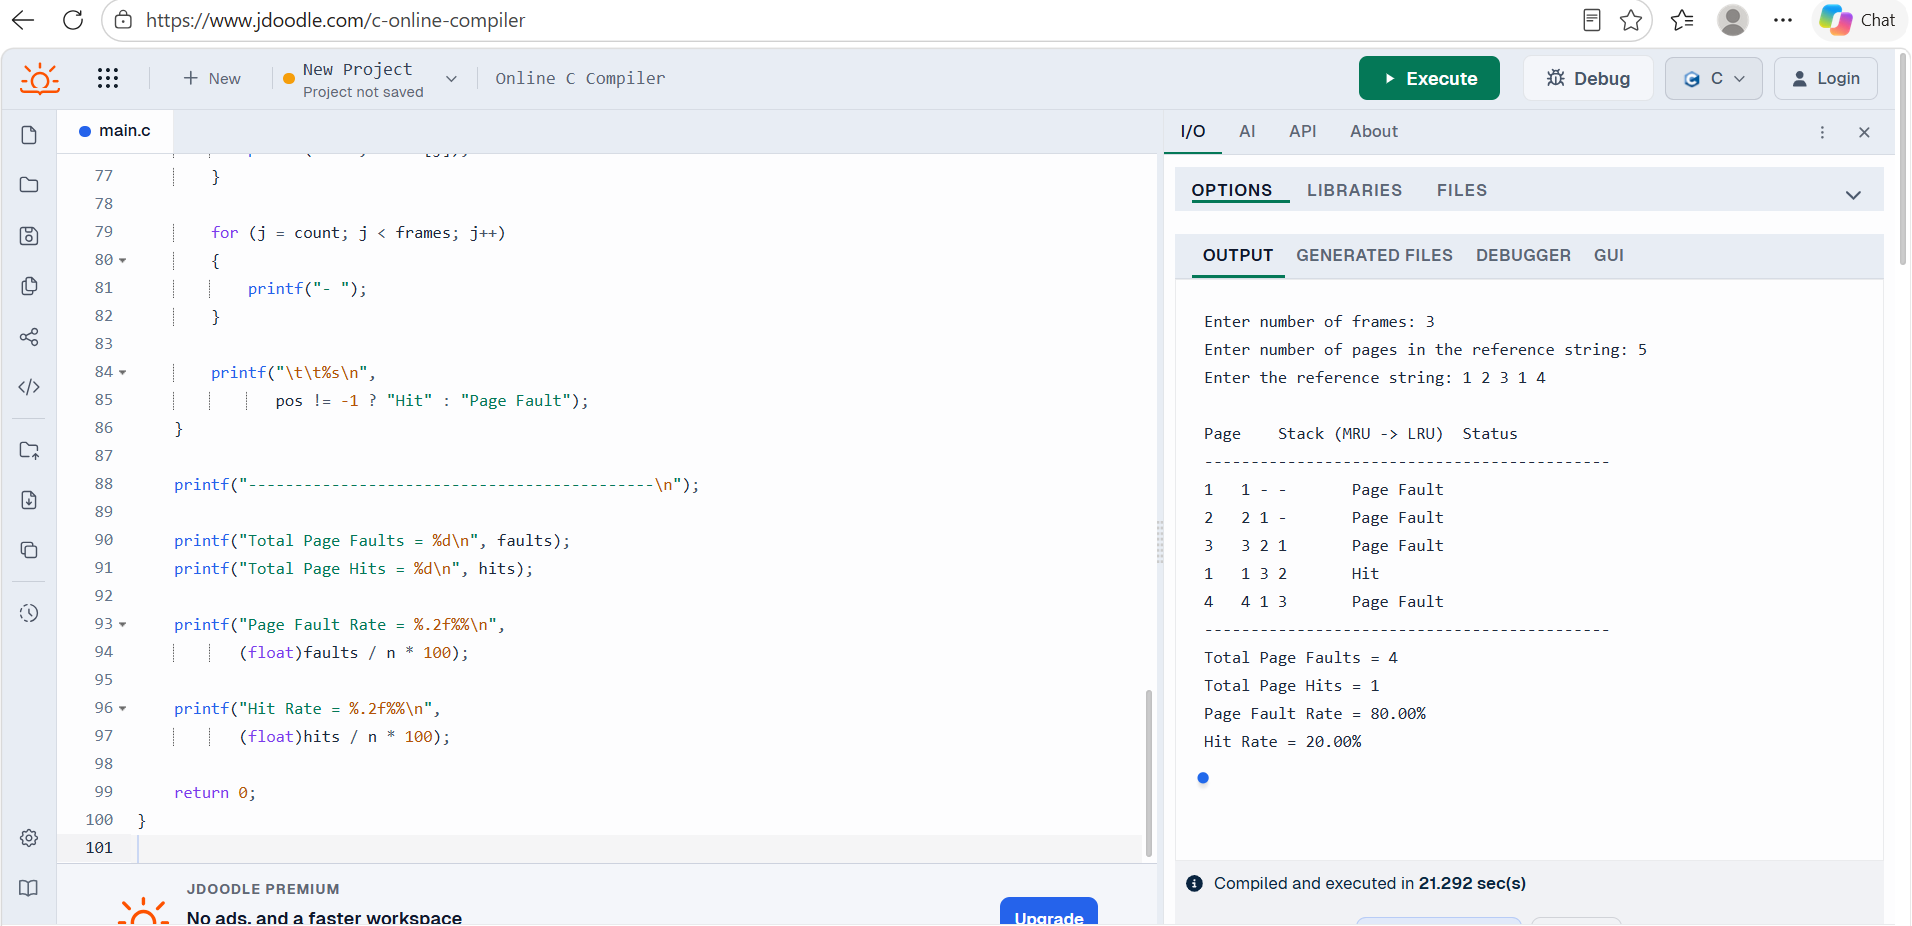 https://www.jdoodle.com/c-online-compiler
Chat
New
New Project
Project not saved
Online C Compiler
Execute
Debug
C
Login
main.c
77 }
78
79 for (j = count; j < frames; j++)
80 {
81 printf("- ");
82 }
83
84 printf("\t\t%s\n",
85 pos != -1 ? "Hit" : "Page Fault");
86 }
87
88 printf("--------------------------------------------\n");
89
90 printf("Total Page Faults = %d\n", faults);
91 printf("Total Page Hits = %d\n", hits);
92
93 printf("Page Fault Rate = %.2f%%\n",
94 (float)faults / n * 100);
95
96 printf("Hit Rate = %.2f%%\n",
97 (float)hits / n * 100);
98
99 return 0;
100 }
101
JDOODLE PREMIUM
No ads, and a faster workspace
Upgrade
I/O AI API About
OPTIONS LIBRARIES FILES
OUTPUT GENERATED FILES DEBUGGER GUI
Enter number of frames: 3
Enter number of pages in the reference string: 5
Enter the reference string: 1 2 3 1 4
Page Stack (MRU -> LRU) Status
--------------------------------------------
1 1 - - Page Fault
2 2 1 - Page Fault
3 3 2 1 Page Fault
1 1 3 2 Hit
4 4 1 3 Page Fault
--------------------------------------------
Total Page Faults = 4
Total Page Hits = 1
Page Fault Rate = 80.00%
Hit Rate = 20.00%
Compiled and executed in 21.292 sec(s)